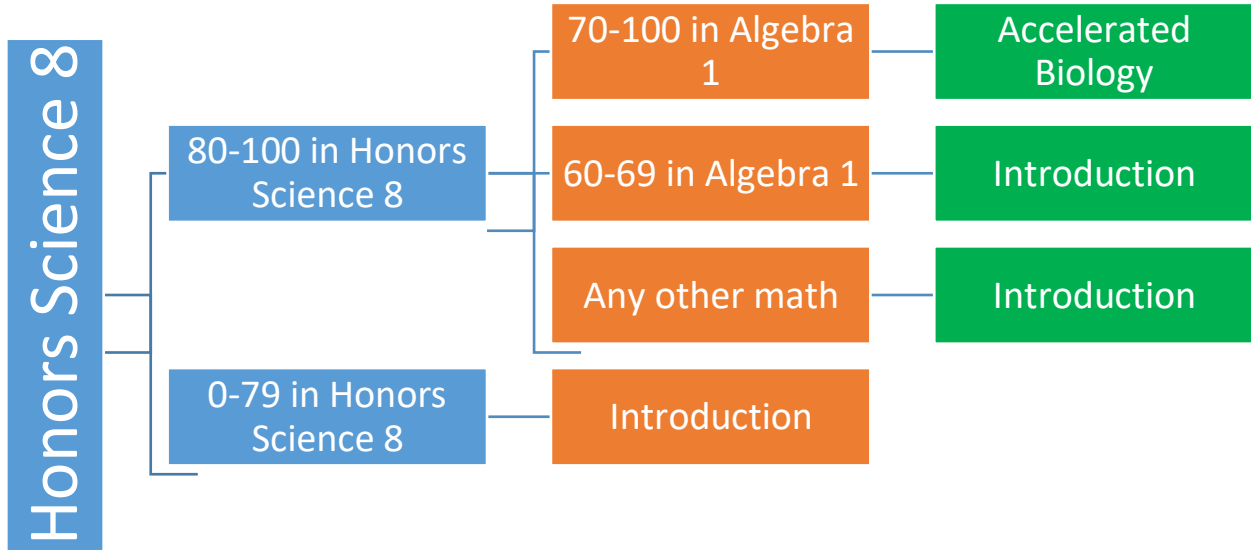 Honors Science 8
80-100 in Honors
Science 8
70-100 in Algebra
1
Accelerated
Biology
60-69 in Algebra 1
Introduction
Any other math
Introduction
0-79 in Honors
Science 8
Introduction